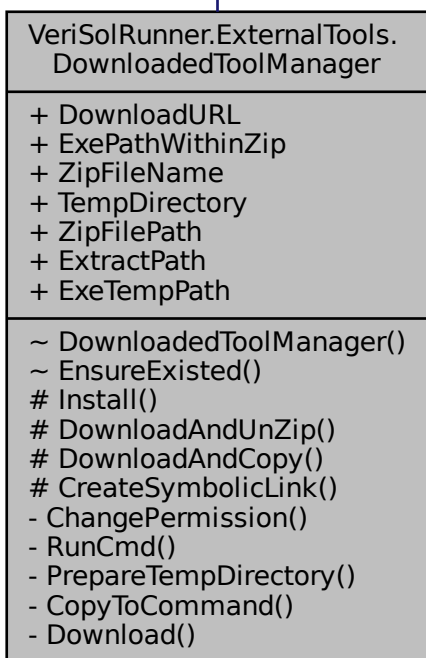 VeriSolRunner.ExternalTools.
DownloadedToolManager
+ DownloadURL
+ ExePathWithinZip
+ ZipFileName
+ TempDirectory
+ ZipFilePath
+ ExtractPath
+ ExeTempPath
~ DownloadedToolManager()
~ EnsureExisted()
# Install()
# DownloadAndUnZip()
# DownloadAndCopy()
# CreateSymbolicLink()
- ChangePermission()
- RunCmd()
- PrepareTempDirectory()
- CopyToCommand()
- Download()